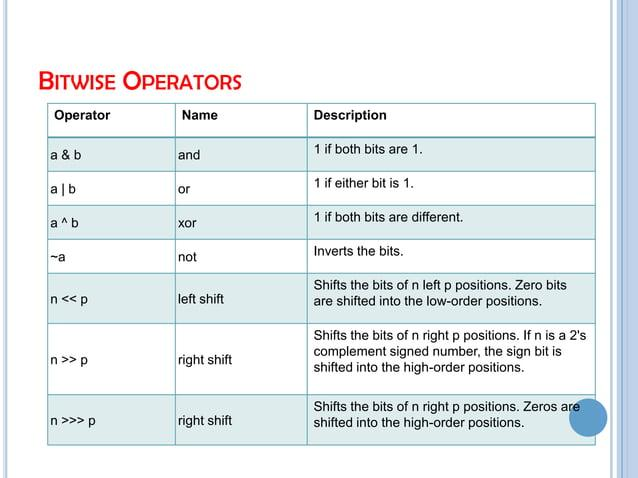 BITWISE OPERATORS
Operator Name Description
a & b and 1 if both bits are 1.
a | b or 1 if either bit is 1.
a ^ b xor 1 if both bits are different.
~a not Inverts the bits.
n << p left shift Shifts the bits of n left p positions. Zero bits
are shifted into the low-order positions.
n >> p right shift Shifts the bits of n right p positions. If n is a 2's
complement signed number, the sign bit is
shifted into the high-order positions.
n >>> p right shift Shifts the bits of n right p positions. Zeros are
shifted into the high-order positions.